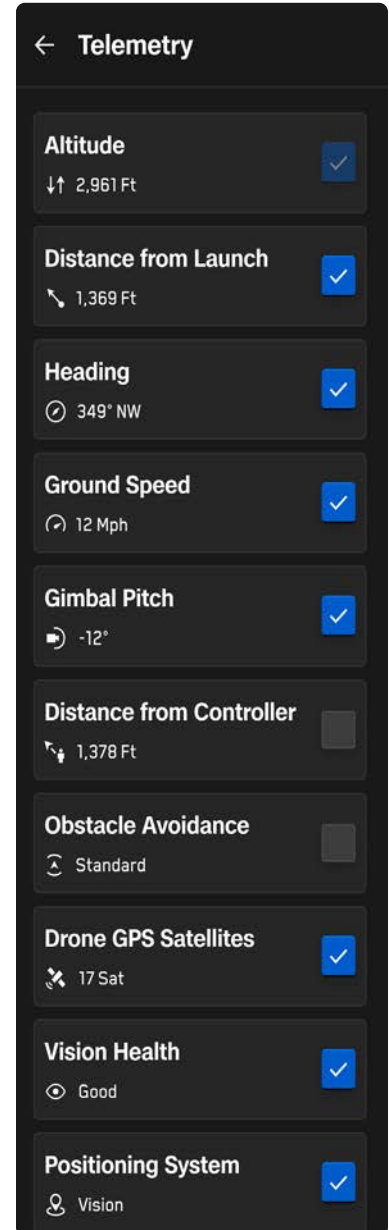 Telemetry
Altitude
2,961 Ft
Distance from Launch
1,369 Ft
Heading
349° NW
Ground Speed
12 Mph
Gimbal Pitch
-12°
Distance from Controller
1,378 Ft
Obstacle Avoidance
Standard
Drone GPS Satellites
17 Sat
Vision Health
Good
Positioning System
Vision